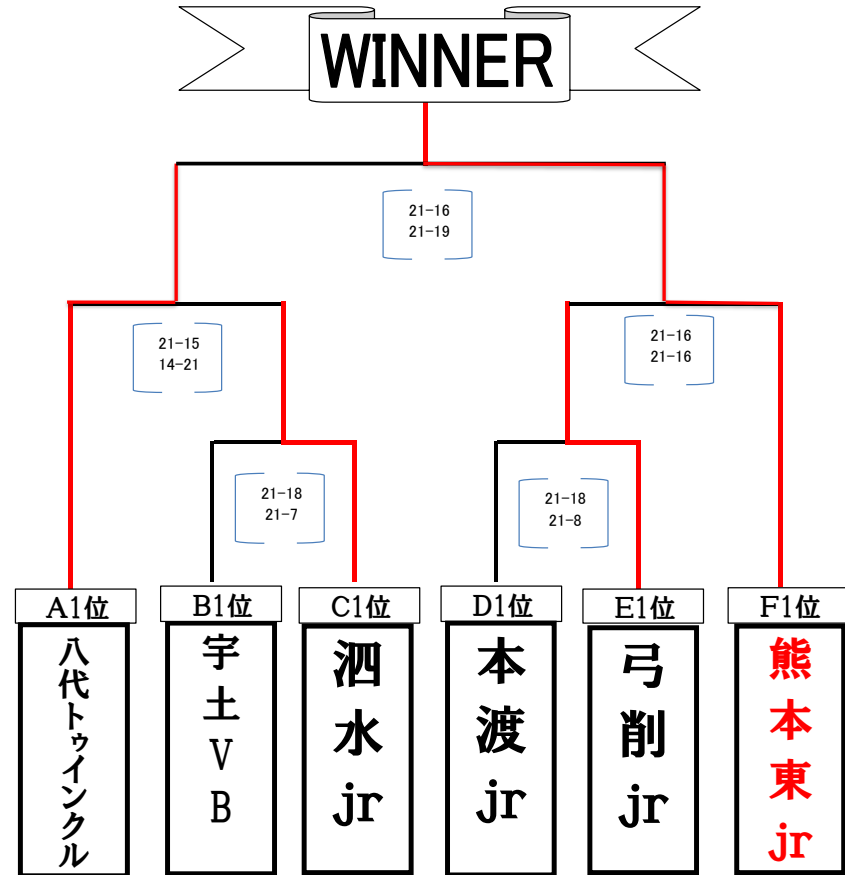 WINNER
21-16
21-19
21-15
14-21
21-16
21-16
21-18
21-7
21-18
21-8
A1位
B1位
C1位
D1位
E1位
F1位
八代トゥインクル
宇土VB
泗水jr
本渡jr
弓削jr
熊本東jr